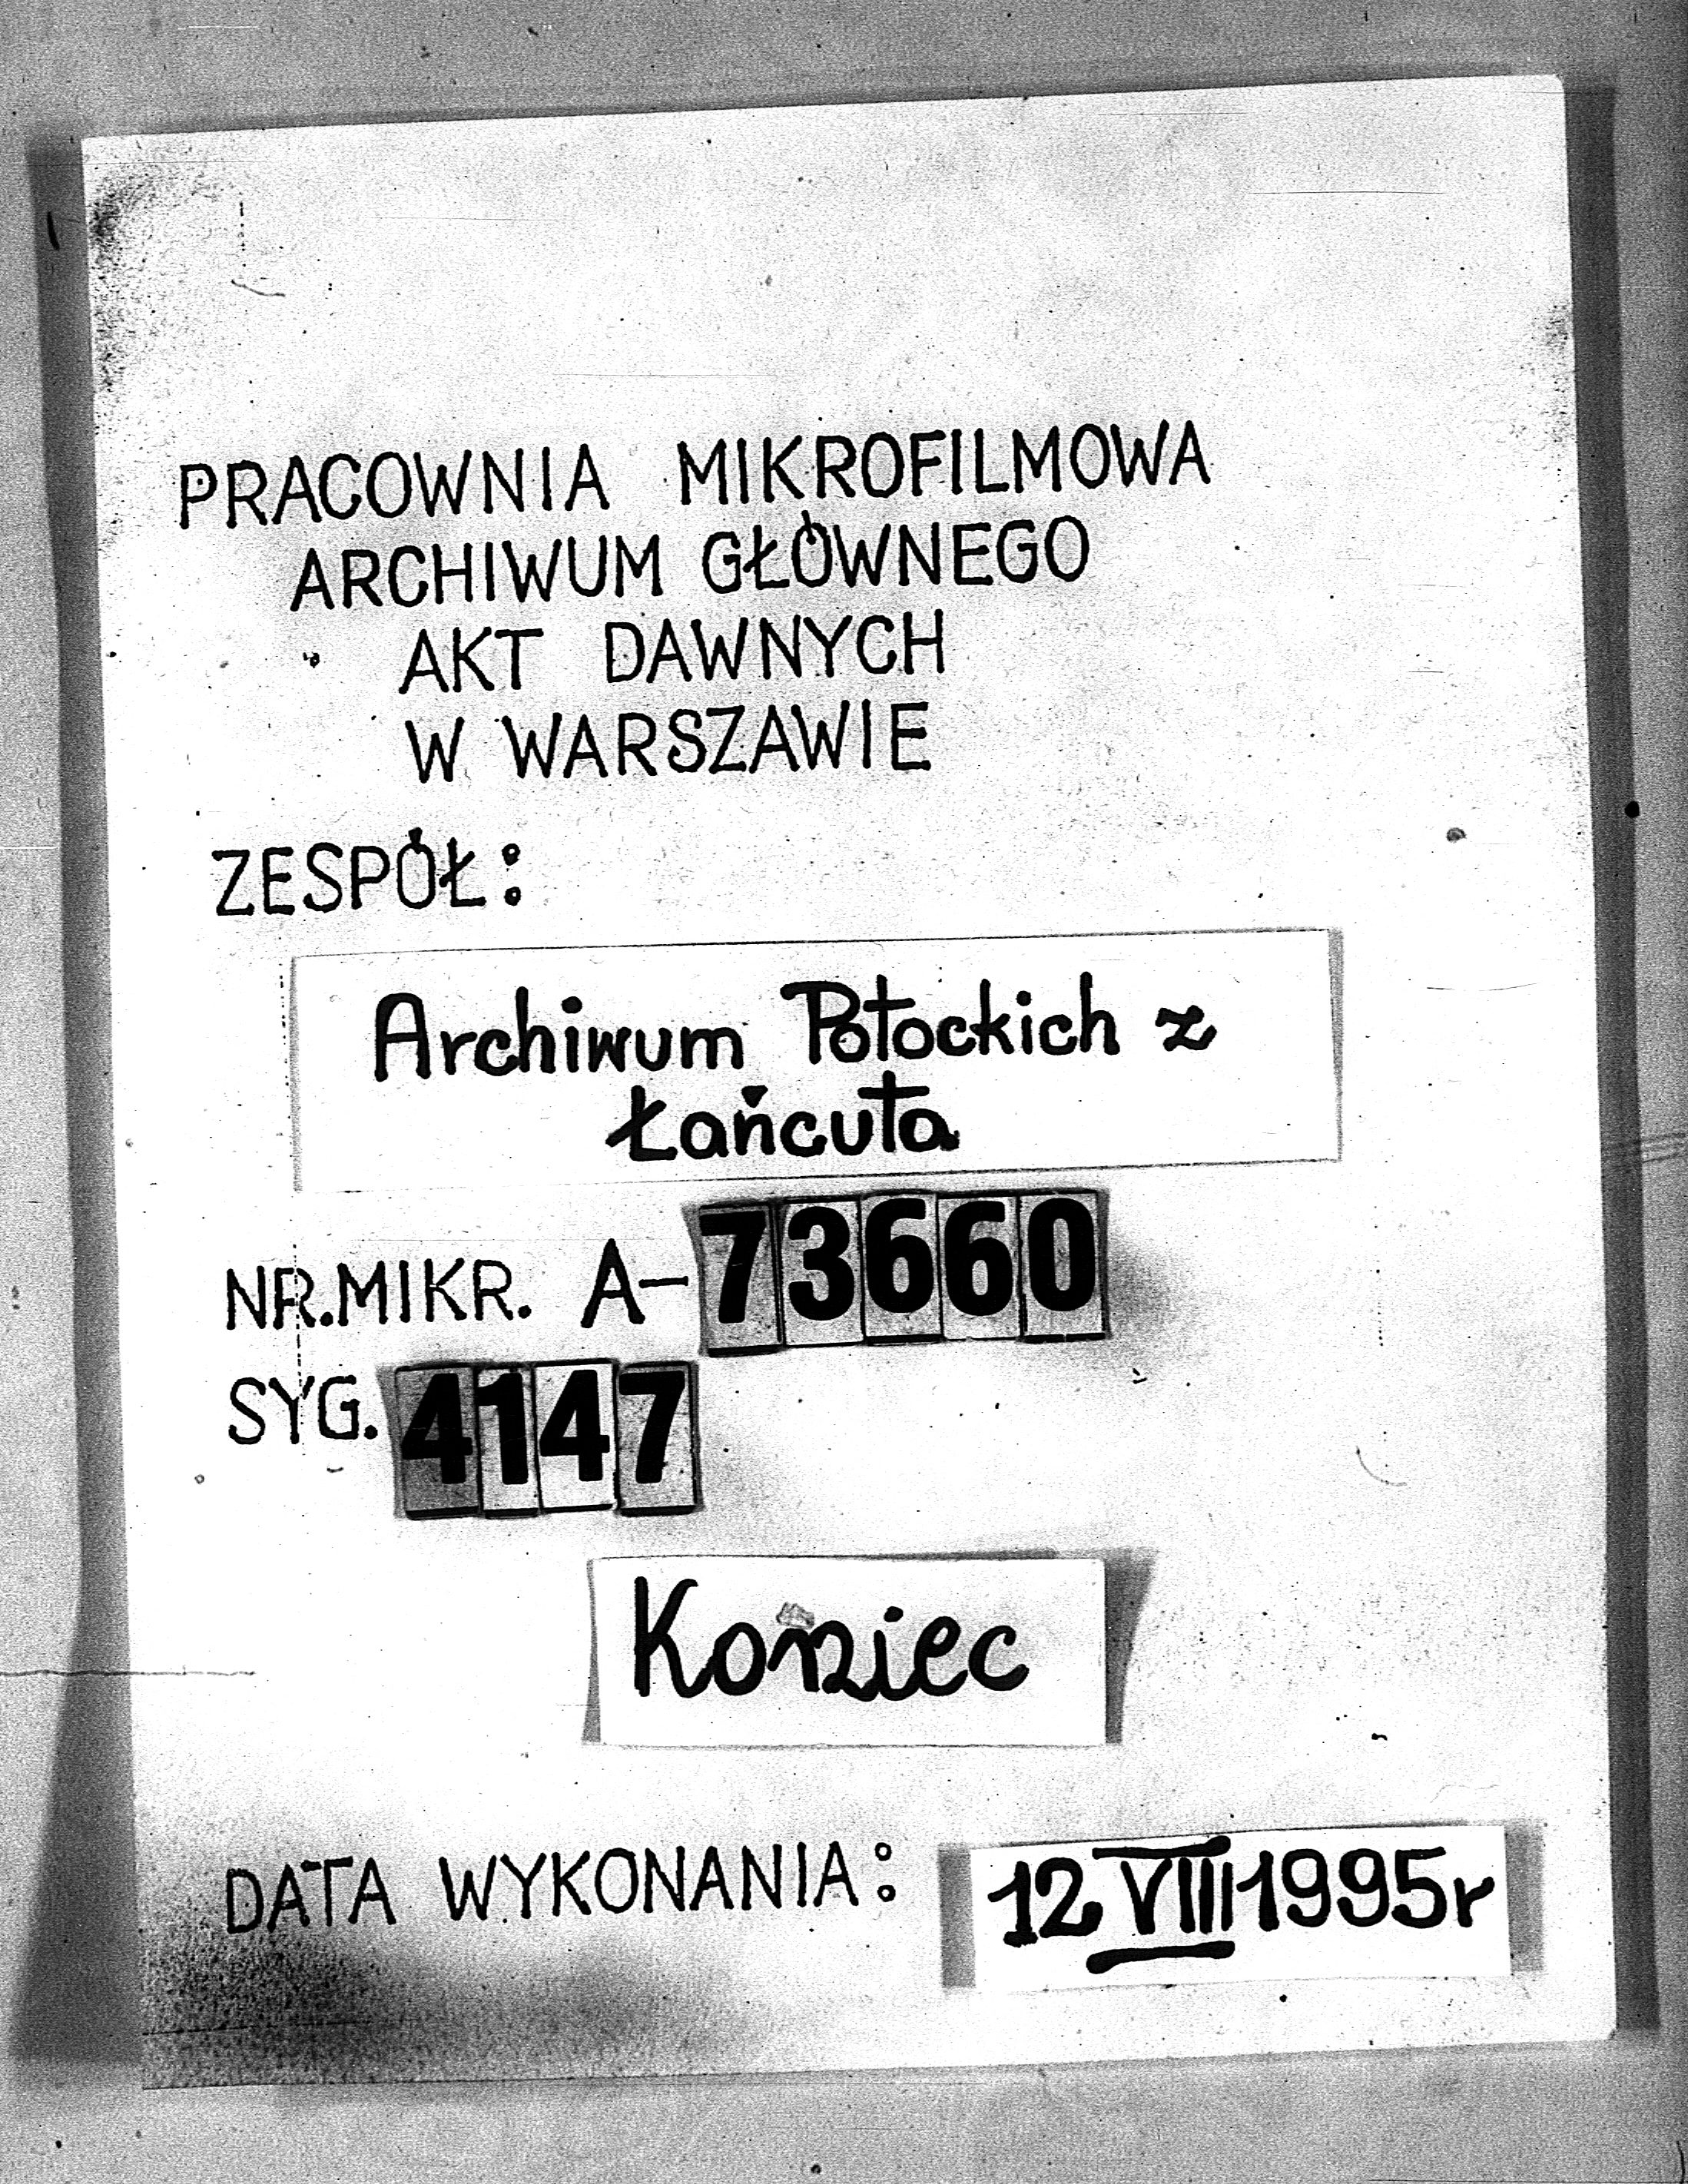 PRACOWNIA MIKROFILMOWA
ARCHIWUM GŁÓWNEGO
AKT DAWNYCH
W WARSZAWIE
ZESPÓŁ:
Archiwum Potockich z
Łańcuta
NR.MIKR. A-73660
SYG. 4147
Koniec
DATA WYKONANIA: 12 VIII 1995r